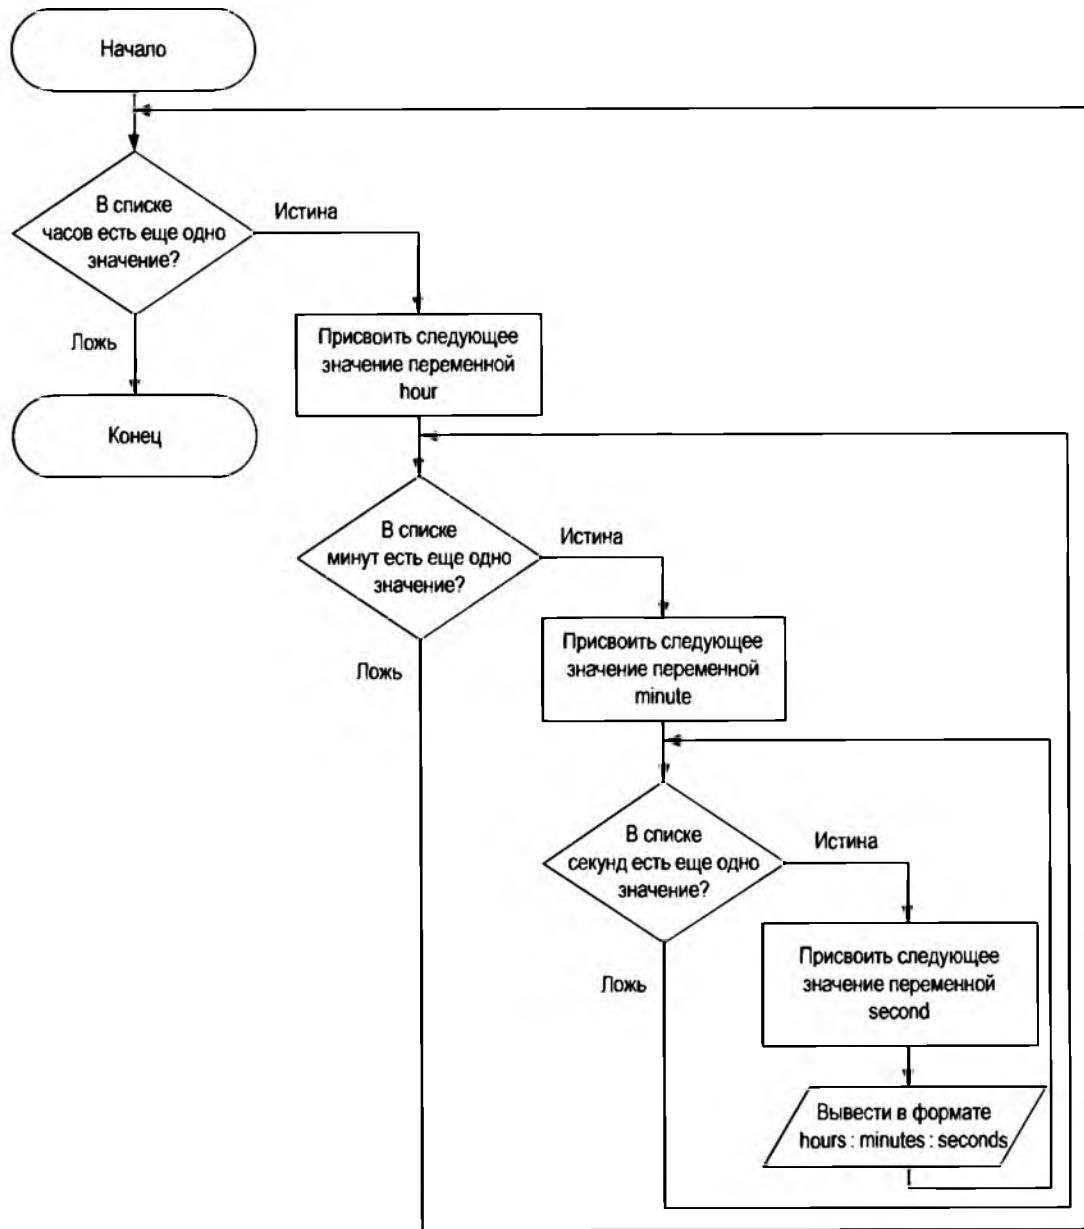 Начало
В списке
часов есть еще одно
значение?
Истина
Ложь
Присвоить следующее
значение переменной
hour
Конец
В списке
минут есть еще одно
значение?
Истина
Ложь
Присвоить следующее
значение переменной
minute
В списке
секунд есть еще одно
значение?
Истина
Ложь
Присвоить следующее
значение переменной
second
Вывести в формате
hours : minutes : seconds